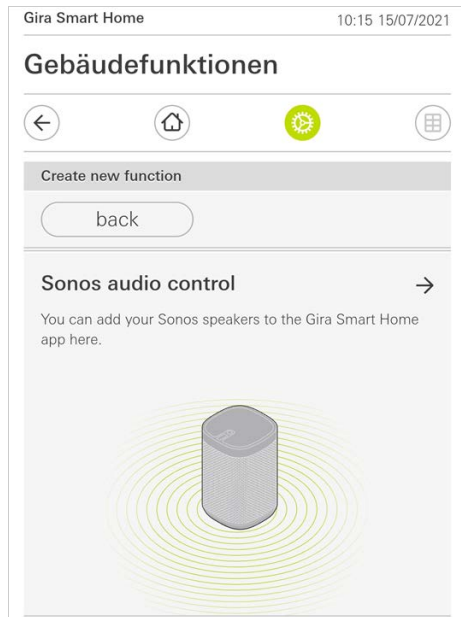 Gira Smart Home 10:15 15/07/2021
Gebäudefunktionen
Create new function
back
Sonos audio control
You can add your Sonos speakers to the Gira Smart Home
app here.